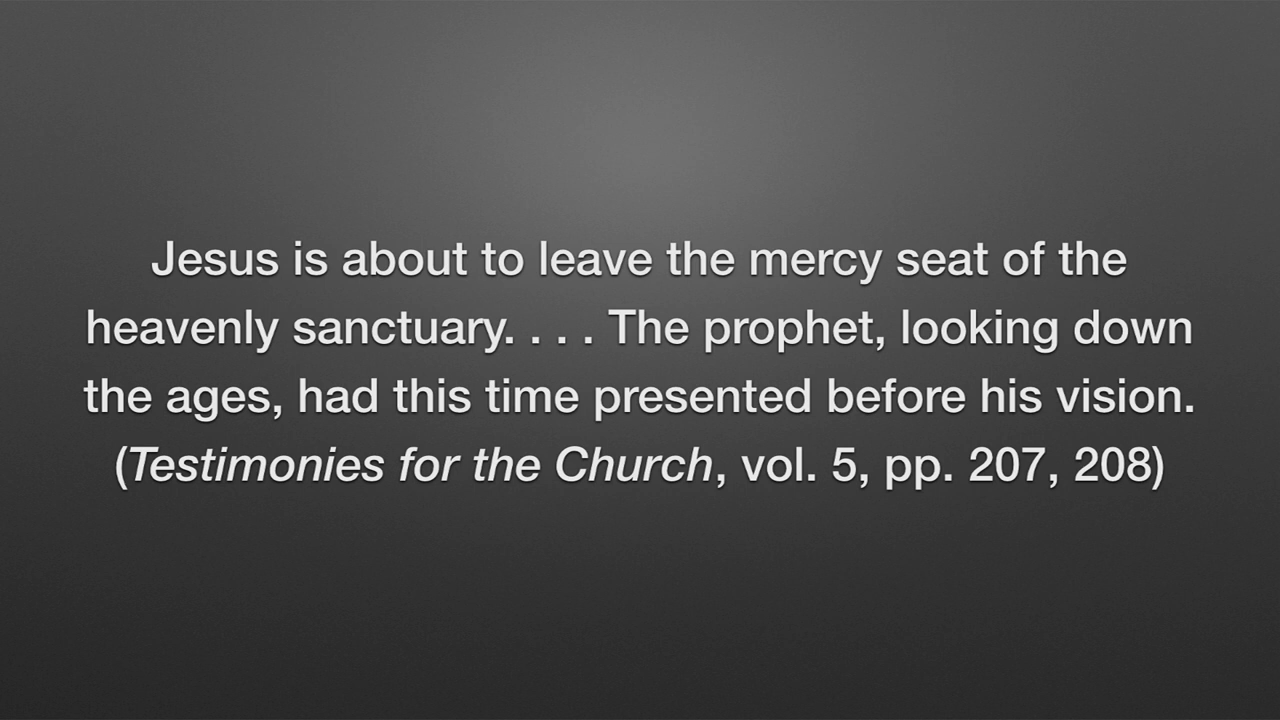 Jesus is about to leave the mercy seat of the
heavenly sanctuary. . . . The prophet, looking down
the ages, had this time presented before his vision.
(Testimonies for the Church, vol. 5, pp. 207, 208)